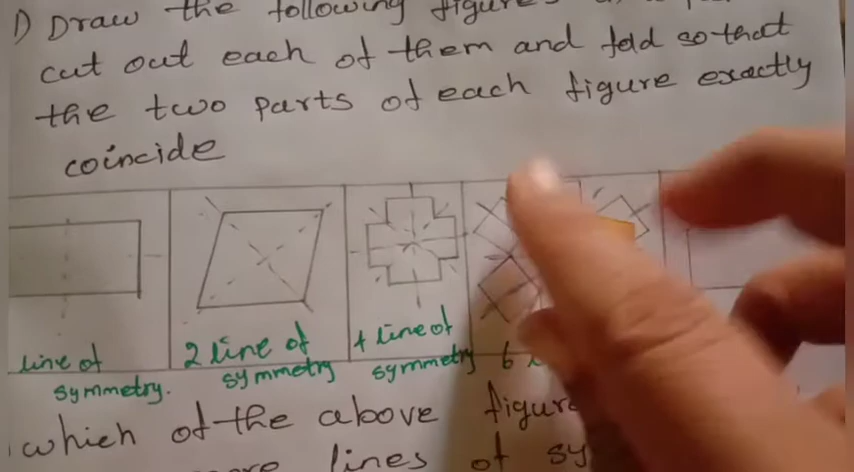 1) Draw the following figure
cut out each of them and fold so that
the two parts of each figure exactly
coincide
line of
symmetry.
2 line of
symmetry
4 line of
symmetry
6
which of the above figure
lines of sy